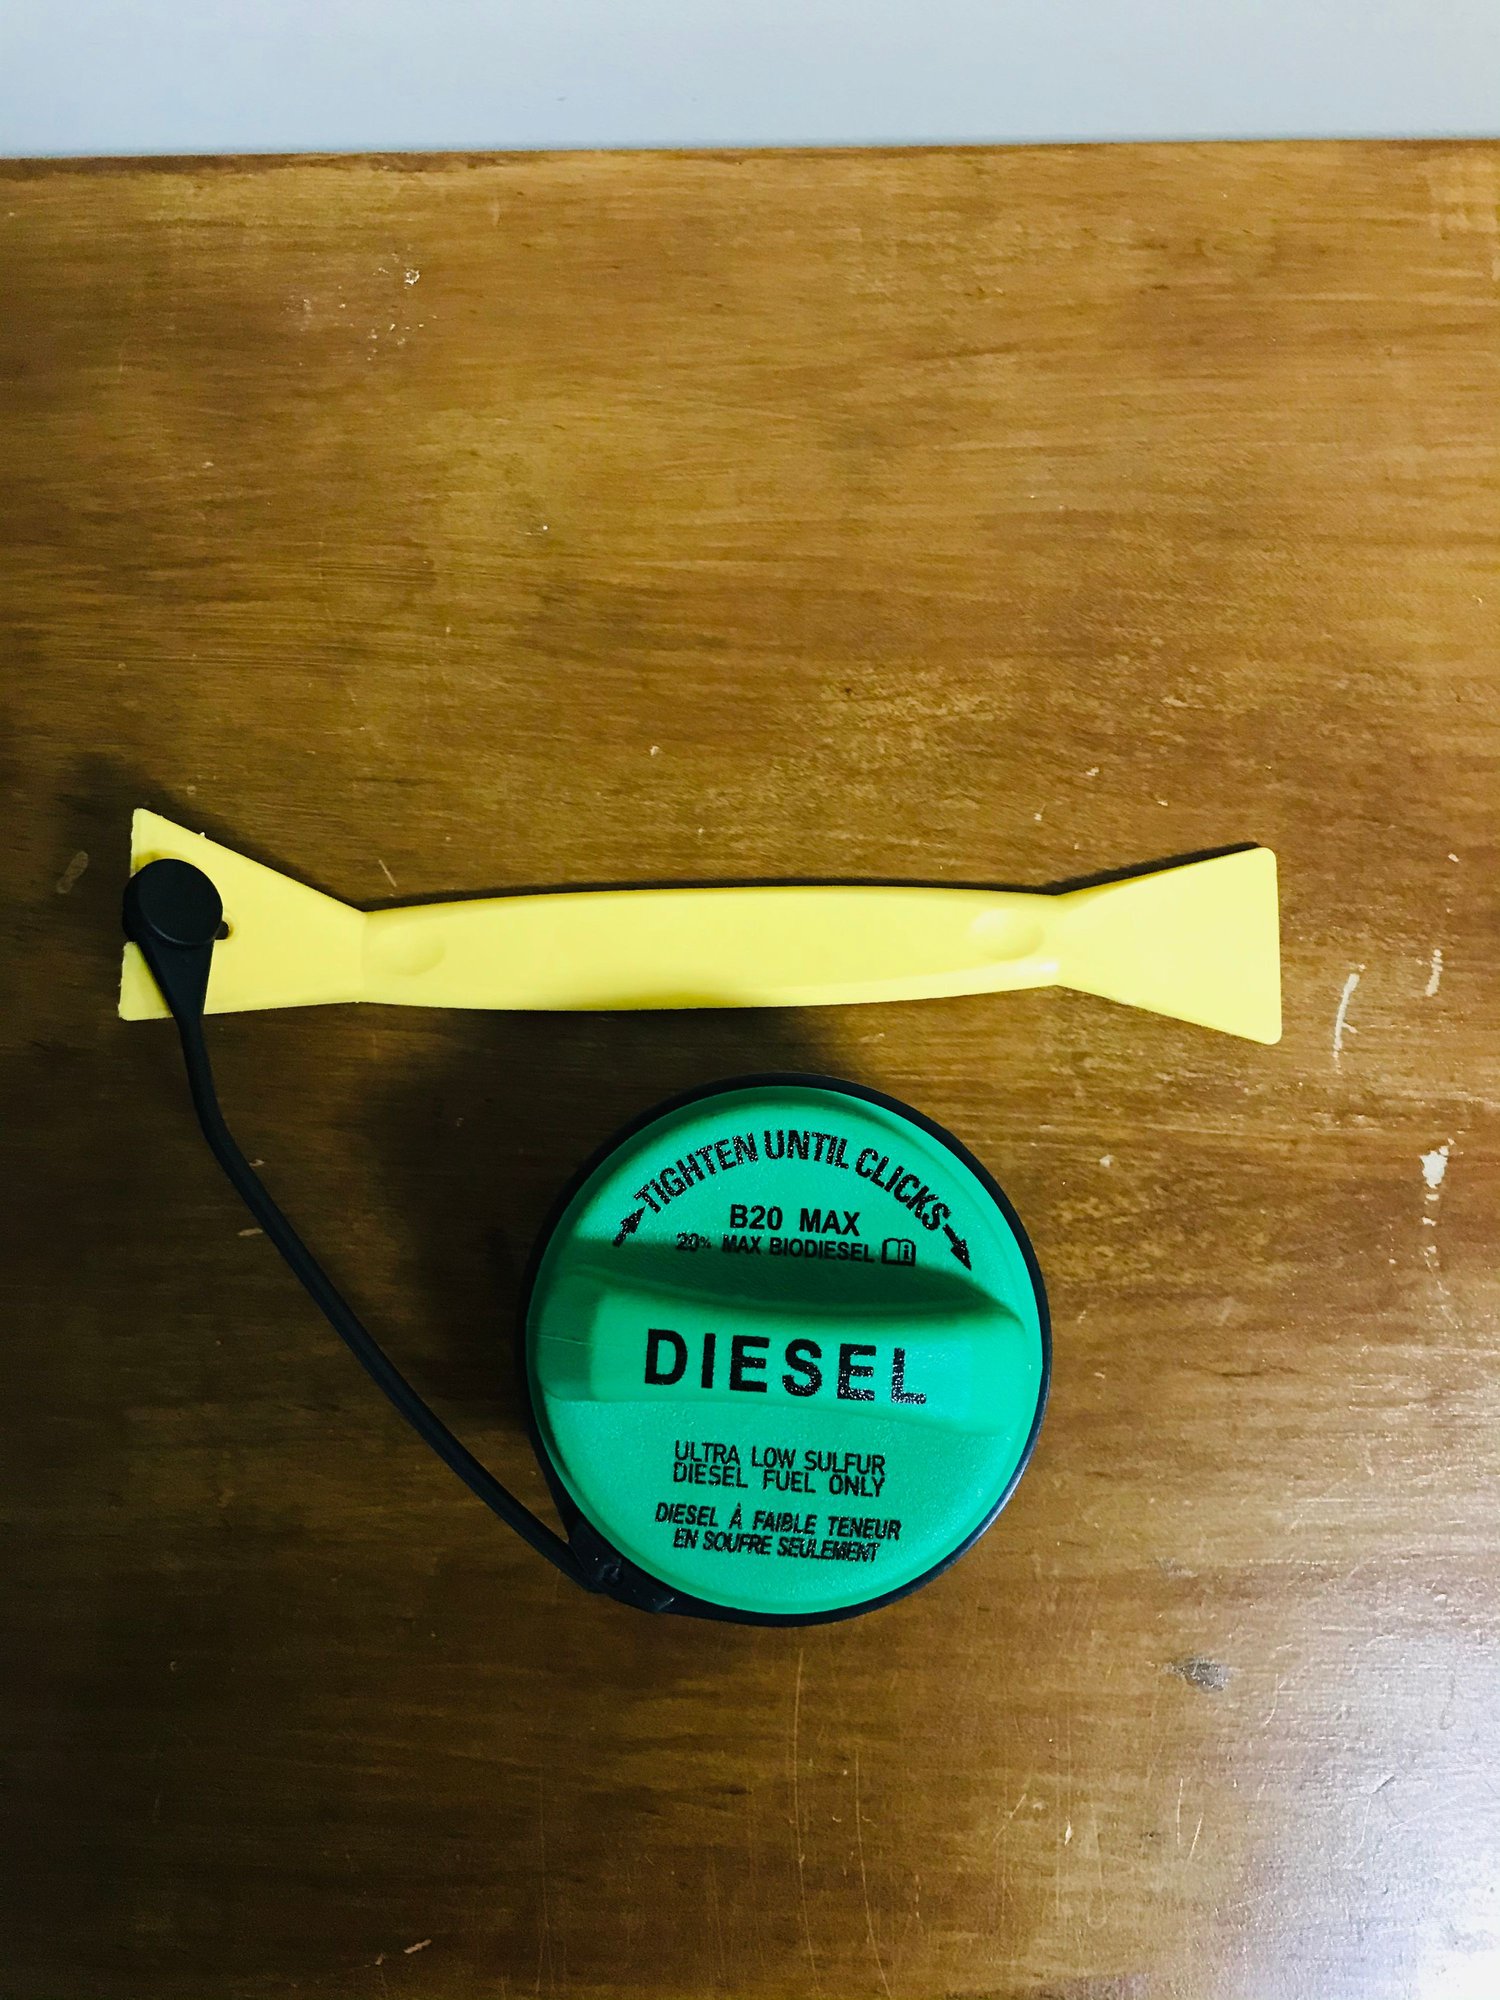 TIGHTEN UNTIL CLICKS
B20 MAX
20% MAX BIODIESEL
DIESEL
ULTRA LOW SULFUR
DIESEL FUEL ONLY
DIESEL À FAIBLE TENEUR
EN SOUFRE SEULEMENT